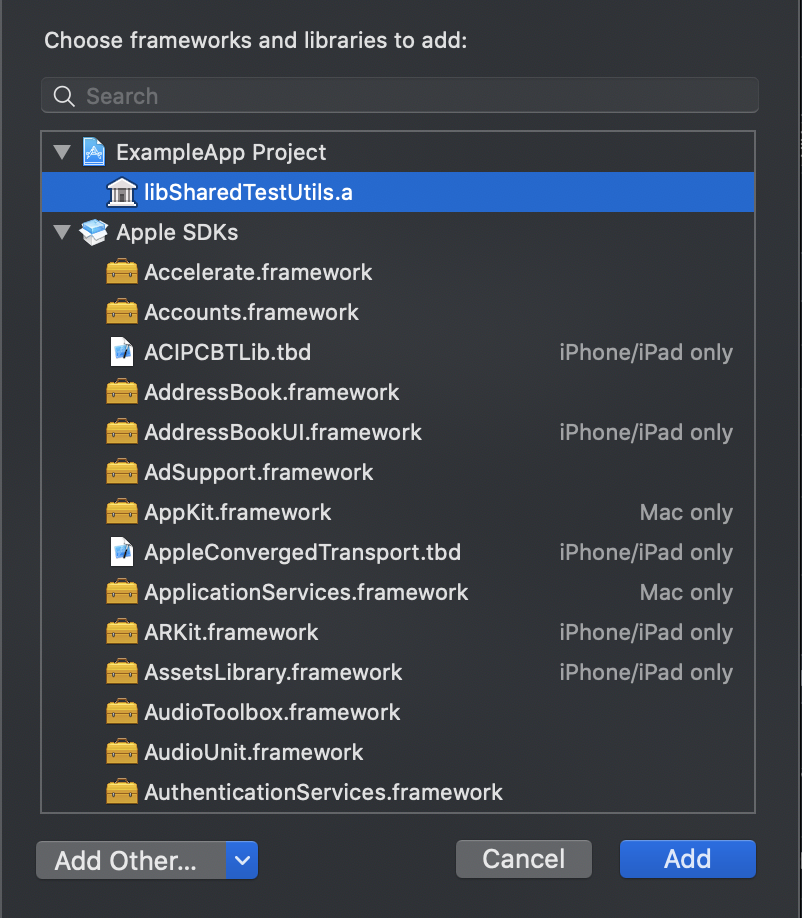 Choose frameworks and libraries to add:
Search
ExampleApp Project
libSharedTestUtils.a
Apple SDKs
Accelerate.framework
Accounts.framework
ACIPCBTLib.tbd iPhone/iPad only
AddressBook.framework
AddressBookUI.framework iPhone/iPad only
AdSupport.framework
AppKit.framework Mac only
AppleConvergedTransport.tbd iPhone/iPad only
ApplicationServices.framework Mac only
ARKit.framework iPhone/iPad only
AssetsLibrary.framework iPhone/iPad only
AudioToolbox.framework
AudioUnit.framework
AuthenticationServices.framework
Add Other... Cancel Add